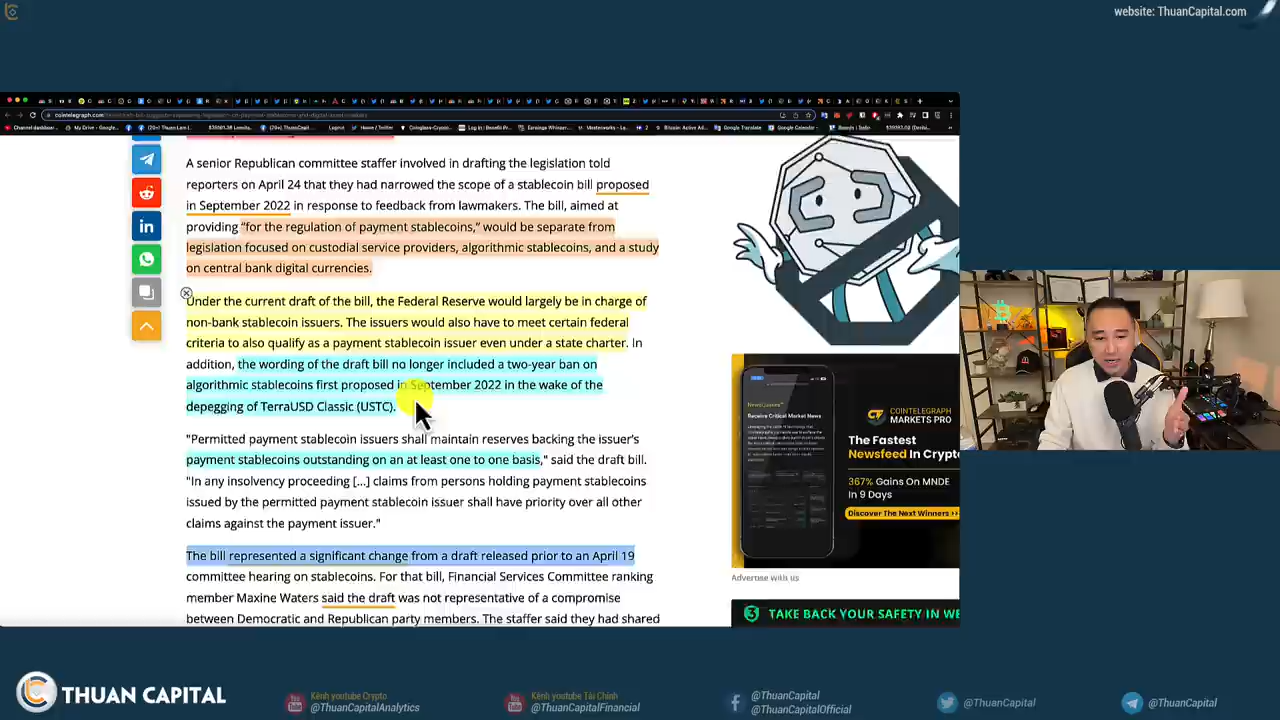 website: ThuanCapital.com
A senior Republican committee staffer involved in drafting the legislation told
reporters on April 24 that they had narrowed the scope of a stablecoin bill proposed
in September 2022 in response to feedback from lawmakers. The bill, aimed at
providing “for the regulation of payment stablecoins,” would be separate from
legislation focused on custodial service providers, algorithmic stablecoins, and a study
on central bank digital currencies.
Under the current draft of the bill, the Federal Reserve would largely be in charge of
non-bank stablecoin issuers. The issuers would also have to meet certain federal
criteria to also qualify as a payment stablecoin issuer even under a state charter. In
addition, the wording of the draft bill no longer included a two-year ban on
algorithmic stablecoins first proposed in September 2022 in the wake of the
depegging of TerraUSD Classic (USTC).
"Permitted payment stablecoin issuers shall maintain reserves backing the issuer's
payment stablecoins outstanding on an at least one to one basis," said the draft bill.
"In any insolvency proceeding [...] claims from persons holding payment stablecoins
issued by the permitted payment stablecoin issuer shall have priority over all other
claims against the payment issuer."
The bill represented a significant change from a draft released prior to an April 19
committee hearing on stablecoins. For that bill, Financial Services Committee ranking
member Maxine Waters said the draft was not representative of a compromise
between Democratic and Republican party members. The staffer said they had shared
in
Receive Critical Market News
COINTELEGRAPH
MARKETS PRO
The Fastest
Newsfeed In Crypto
367% Gains On MNDE
In 9 Days
Discover The Next Winners
Advertise with us
TAKE BACK YOUR SAFETY IN WE
THUAN CAPITAL
Kênh youtube Crypto
@ThuanCapitalAnalytics
Kênh youtube Tài Chính
@ThuanCapitalFinancial
@ThuanCapital
@ThuanCapitalOfficial
@ThuanCapital
@ThuanCapital